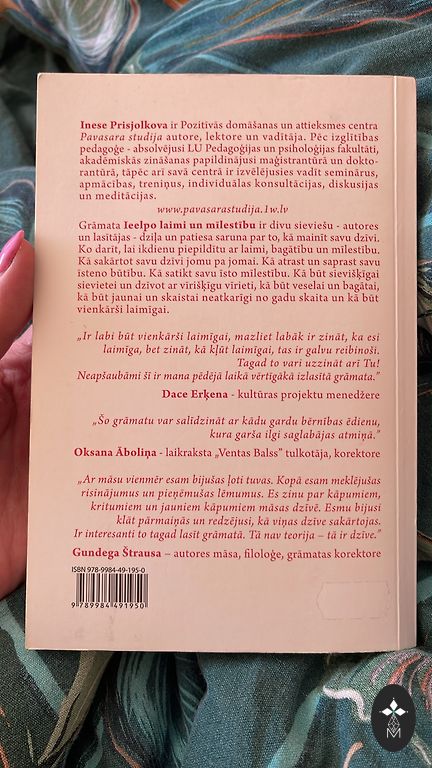 Inese Prisjolkova ir Pozitīvās domāšanas un attieksmes centra
Pavasara studija autore, lektore un vadītāja. Pēc izglītības
pedagoģe - absolvējusi LU Pedagoģijas un psiholoģijas fakultāti,
akadēmiskās zināšanas papildinājusi maģistrantūrā un dokto-
rantūrā, tāpēc arī savā centrā ir izvēlējusies vadīt seminārus,
apmācības, treniņus, individuālas konsultācijas, diskusijas
un meditācijas.
www.pavasarastudija.1w.lv
Grāmata Ieelpo laimi un mīlestību ir divu sieviešu - autores
un lasītājas - dziļa un patiesa saruna par to, kā mainīt savu dzīvi.
Ko darīt, lai ikdienu piepildītu ar laimi, bagātību un mīlestību.
Kā sakārtot savu dzīvi jomu pa jomai. Kā atrast un saprast savu
īsteno būtību. Kā satikt savu īsto mīlestību. Kā būt sievišķīgai
sievietei un dzīvot ar vīrišķīgu vīrieti, kā būt veselai un bagātai,
kā būt jaunai un skaistai neatkarīgi no gadu skaita un kā būt
vienkārši laimīgai.
„Ir labi būt vienkārši laimīgai, mazliet labāk ir zināt, ka esi
laimīga, bet zināt, kā kļūt laimīgai, tas ir galvu reibinoši.
Tagad to vari uzzināt arī Tu!
Neapšaubāmi šī ir mana pēdējā laikā vērtīgākā izlasītā grāmata.”
Dace Erķena - kultūras projektu menedžere
„Šo grāmatu var salīdzināt ar kādu gardu bērnības ēdienu,
kura garša ilgi saglabājas atmiņā.”
Oksana Āboliņa - laikraksta „Ventas Balss” tulkotāja, korektore
„Ar māsu vienmēr esam bijušas ļoti tuvas. Kopā esam meklējušas
risinājumus un pieņēmušas lēmumus. Es zinu par kāpumiem,
kritumiem un jauniem kāpumiem māsas dzīvē. Esmu bijusi
klāt pārmaiņās un redzējusi, kā viņas dzīve sakārtojas.
Ir interesanti to tagad lasīt grāmatā. Tā nav teorija – tā ir dzīve.”
Gundega Štrausa – autores māsa, filoloģe, grāmatas korektore
ISBN 978-9984-49-195-0
9 789984 491950